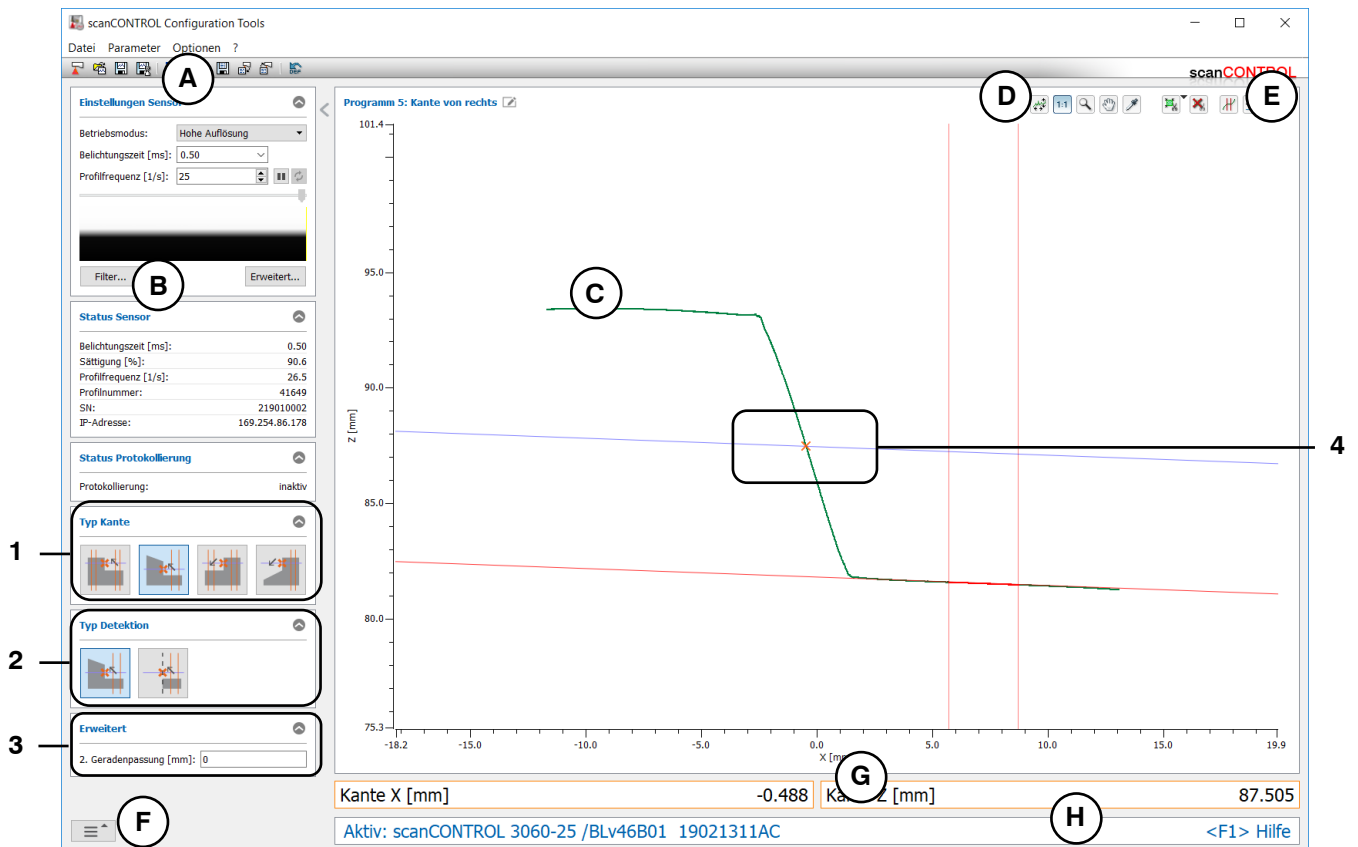 scanCONTROL Configuration Tools
Datei Parameter Optionen ?
A
scanCONTROL
Einstellungen Sensor
Betriebsmodus: Hohe Auflösung
Belichtungszeit [ms]: 0.50
Profilfrequenz [1/s]: 25
Filter... Erweitert...
B
Status Sensor
Belichtungszeit [ms]: 0.50
Sättigung [%]: 90.6
Profilfrequenz [1/s]: 26.5
Profilnummer: 41649
SN: 219010002
IP-Adresse: 169.254.86.178
Status Protokollierung
Protokollierung: inaktiv
1
Typ Kante
2
Typ Detektion
3
Erweitert
2. Geradenpassung [mm]: 0
F
Programm 5: Kante von rechts
D
1:1
E
C
4
Z [mm]
101.4
95.0
90.0
85.0
80.0
75.3
-18.2 -15.0 -10.0 -5.0 0.0 5.0 10.0 15.0 19.9
G
Kante X [mm] -0.488
Z [mm] 87.505
H
Aktiv: scanCONTROL 3060-25 /BLv46B01 19021311AC <F1> Hilfe